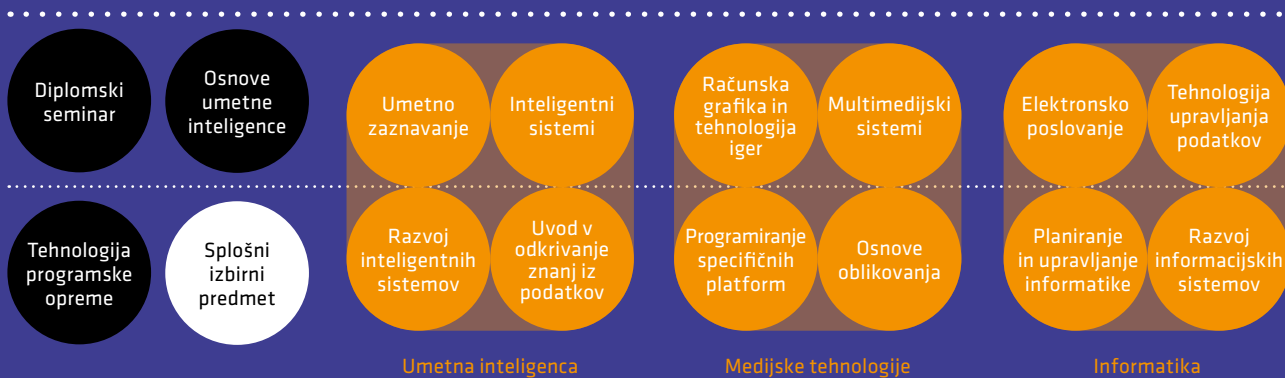 Diplomski
seminar
Osnove
umetne
inteligence
Umetno
zaznavanje
Inteligentni
sistemi
Računska
grafika in
tehnologija
iger
Multimedijski
sistemi
Elektronsko
poslovanje
Tehnologija
upravljanja
podatkov
Tehnologija
programske
opreme
Splošni
izbirni
predmet
Razvoj
inteligentnih
sistemov
Uvod v
odkrivanje
znanj iz
podatkov
Programiranje
specifičnih
platform
Osnove
oblikovanja
Planiranje
in upravljanje
informatike
Razvoj
informacijskih
sistemov
Umetna inteligenca
Medijske tehnologije
Informatika